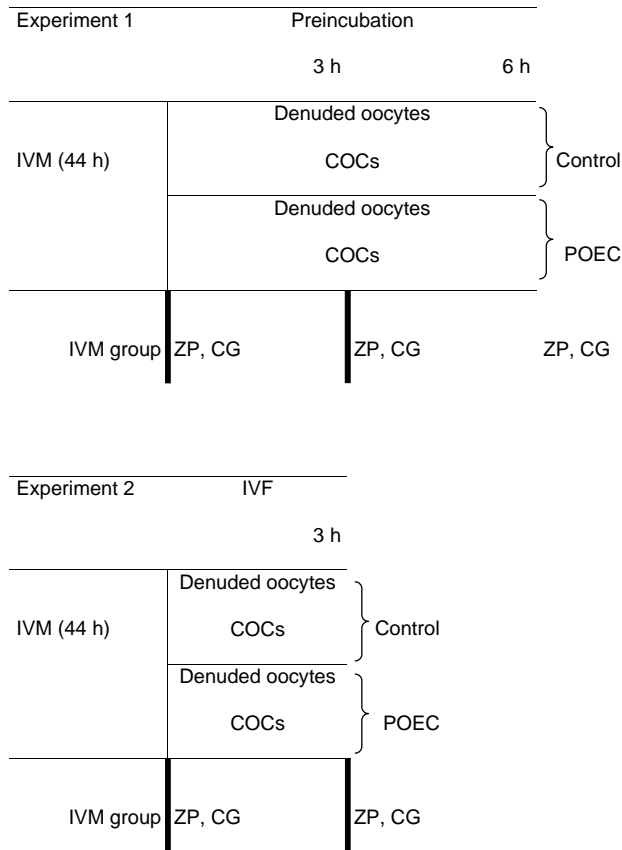 Experiment 1 Preincubation
3 h 6 h
Denuded oocytes
IVM (44 h) COCs Control
Denuded oocytes
COCs POEC
IVM group ZP, CG ZP, CG ZP, CG
Experiment 2 IVF
3 h
Denuded oocytes
IVM (44 h) COCs Control
Denuded oocytes
COCs POEC
IVM group ZP, CG ZP, CG